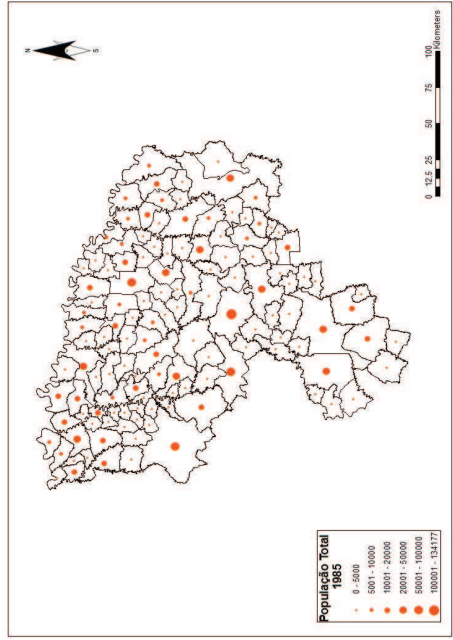 N
S
0 12.5 25 50 75 100
Kilometers
População Total
1985
0 - 5000
5001 - 10000
10001 - 20000
20001 - 50000
50001 - 100000
100001 - 134177